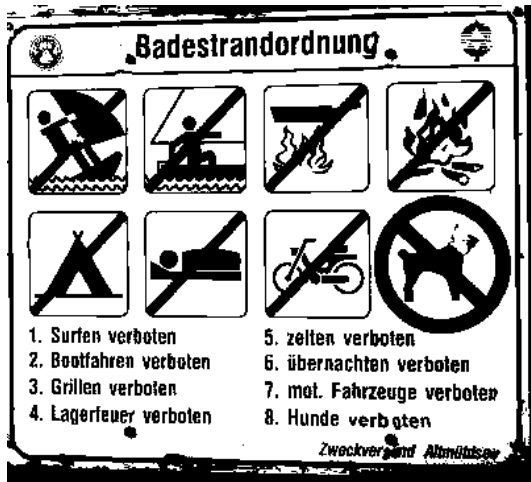 Badestrandordnung
1. Surfen verboten
2. Bootfahren verboten
3. Grillen verboten
4. Lagerfeuer verboten
5. zelten verboten
6. übernachten verboten
7. mot. Fahrzeuge verboten
8. Hunde verboten
Zweckverband Altmühlsee